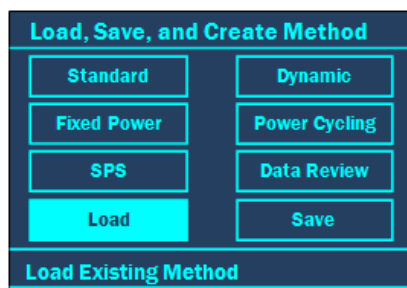 Load, Save, and Create Method
Standard Dynamic
Fixed Power Power Cycling
SPS Data Review
Load Save
Load Existing Method